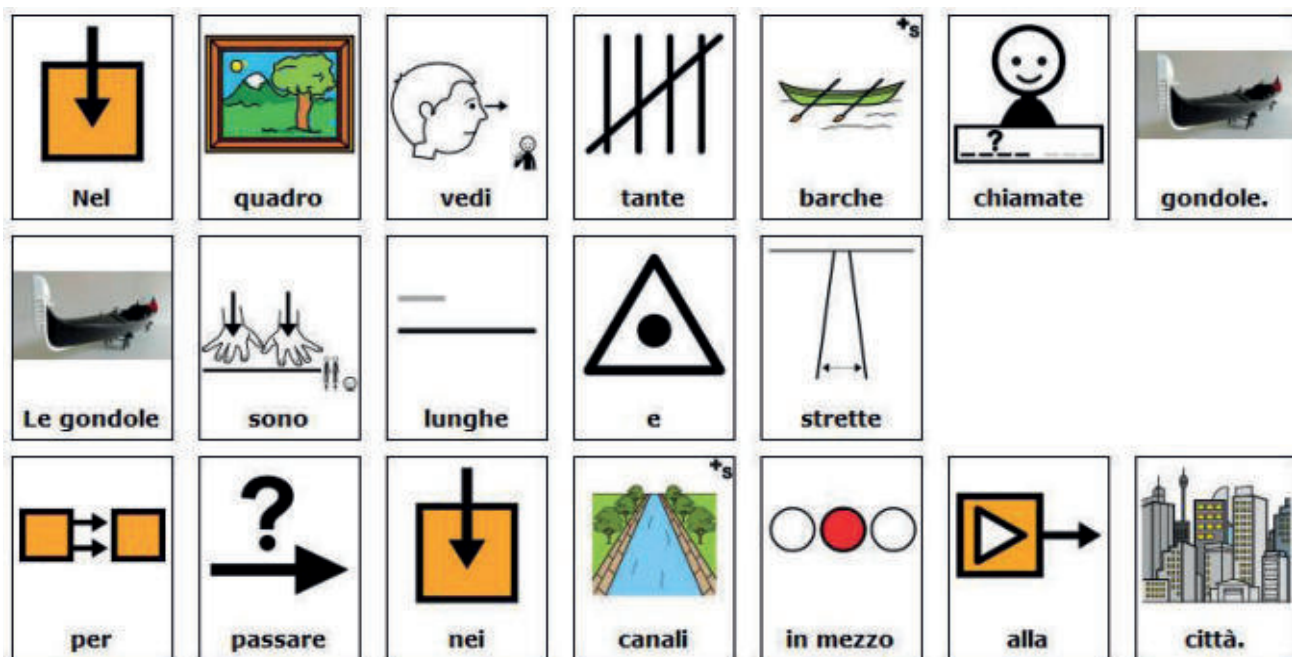 Nel quadro vedi tante barche chiamate gondole.
Le gondole sono lunghe e strette
per passare nei canali in mezzo alla città.